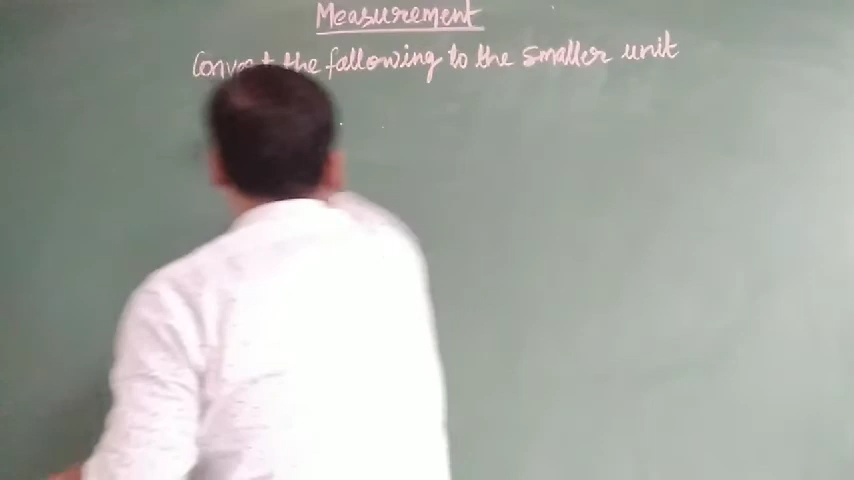 Measurement
Convert the fallowing to the smaller unit